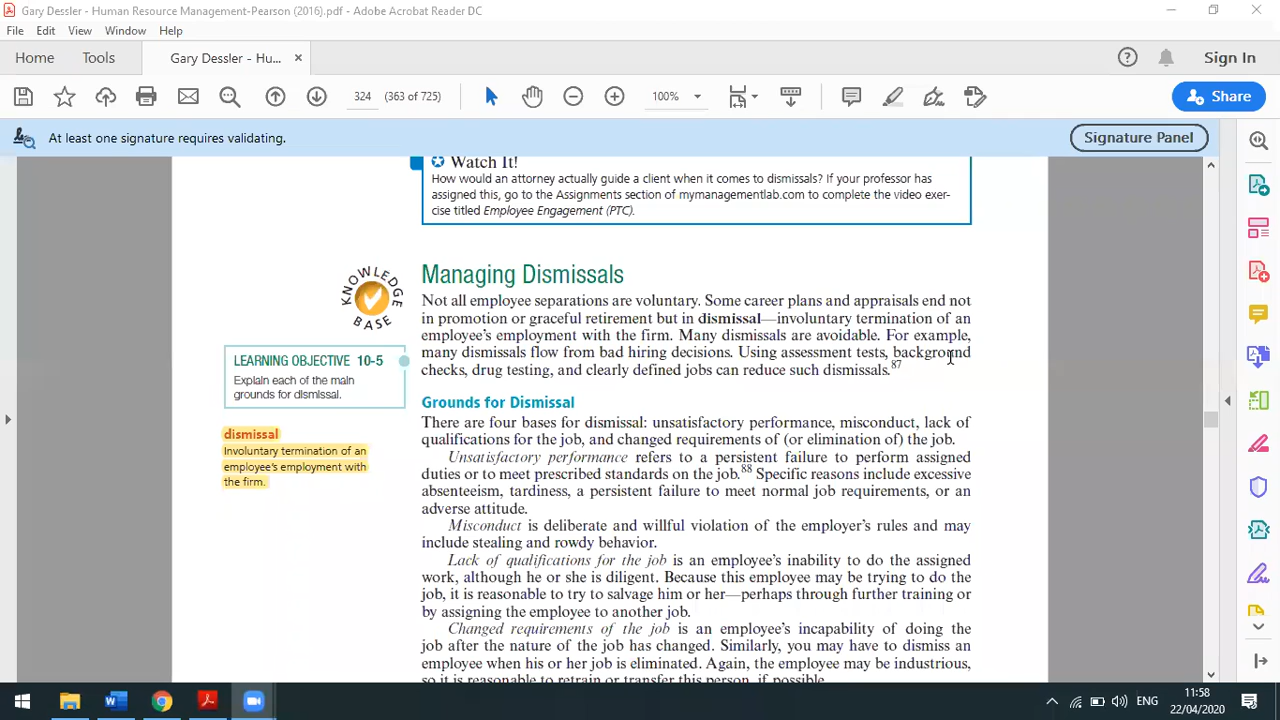 Gary Dessler - Human Resource Management-Pearson (2016).pdf - Adobe Acrobat Reader DC
File Edit View Window Help
Home Tools Gary Dessler - Hu... × Sign In
324 (363 of 725) 100% Share
At least one signature requires validating. Signature Panel
Watch It!
How would an attorney actually guide a client when it comes to dismissals? If your professor has
assigned this, go to the Assignments section of mymanagementlab.com to complete the video exer-
cise titled Employee Engagement (PTC).
KNOWLEDGE
BASE
Managing Dismissals
Not all employee separations are voluntary. Some career plans and appraisals end not
in promotion or graceful retirement but in dismissal—involuntary termination of an
employee's employment with the firm. Many dismissals are avoidable. For example,
many dismissals flow from bad hiring decisions. Using assessment tests, background
checks, drug testing, and clearly defined jobs can reduce such dismissals.87
LEARNING OBJECTIVE 10-5
Explain each of the main
grounds for dismissal.
dismissal
Involuntary termination of an
employee's employment with
the firm.
Grounds for Dismissal
There are four bases for dismissal: unsatisfactory performance, misconduct, lack of
qualifications for the job, and changed requirements of (or elimination of) the job.
Unsatisfactory performance refers to a persistent failure to perform assigned
duties or to meet prescribed standards on the job.88 Specific reasons include excessive
absenteeism, tardiness, a persistent failure to meet normal job requirements, or an
adverse attitude.
Misconduct is deliberate and willful violation of the employer's rules and may
include stealing and rowdy behavior.
Lack of qualifications for the job is an employee's inability to do the assigned
work, although he or she is diligent. Because this employee may be trying to do the
job, it is reasonable to try to salvage him or her—perhaps through further training or
by assigning the employee to another job.
Changed requirements of the job is an employee's incapability of doing the
job after the nature of the job has changed. Similarly, you may have to dismiss an
employee when his or her job is eliminated. Again, the employee may be industrious,
so it is reasonable to retrain or transfer this person, if possible.
ENG
11:58
22/04/2020